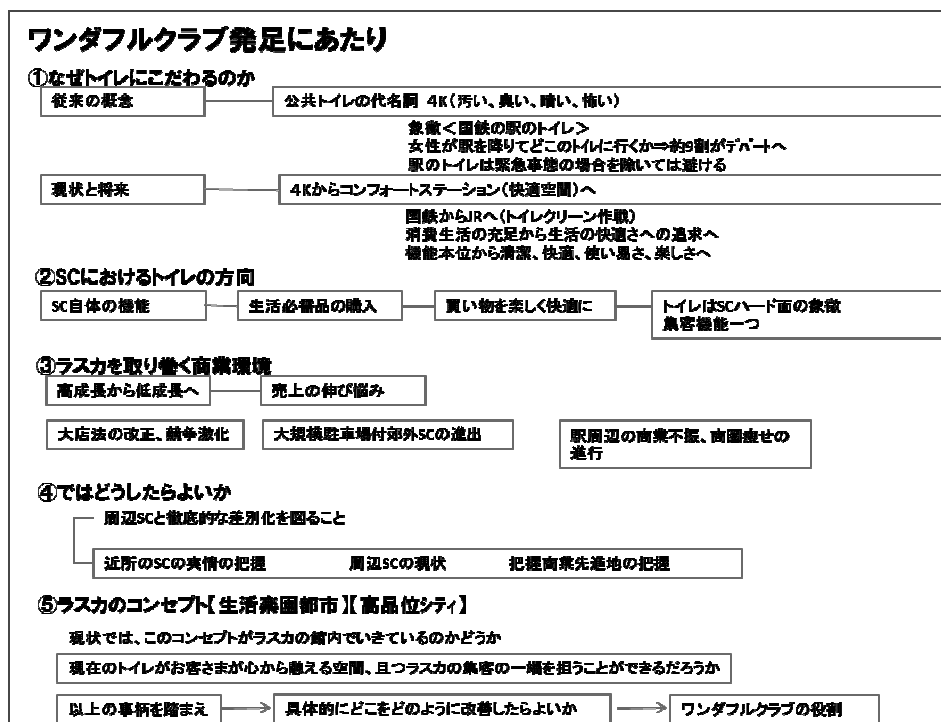 ワンダフルクラブ発足にあたり
①なぜトイレにこだわるのか
従来の概念 公共トイレの代名詞 4K(汚い、臭い、暗い、怖い)
象徴<国鉄の駅のトイレ>
女性が駅を降りてどこのトイレに行くか⇒約9割がデパートへ
駅のトイレは緊急事態の場合を除いては避ける
現状と将来 4Kからコンフォートステーション(快適空間)へ
国鉄からJRへ(トイレクリーン作戦)
消費生活の充足から生活の快適さへの追求へ
機能本位から清潔、快適、使い易さ、楽しさへ
②SCにおけるトイレの方向
SC自体の機能 生活必需品の購入 買い物を楽しく快適に トイレはSCハード面の象徴
集客機能一つ
③ラスカを取り巻く商業環境
高成長から低成長へ 売上の伸び悩み
大店法の改正、競争激化 大規模駐車場付郊外SCの進出 駅周辺の商業不振、商圏痩せの
進行
④ではどうしたらよいか
周辺SCと徹底的な差別化を図ること
近所のSCの実情の把握 周辺SCの現状 把握商業先進地の把握
⑤ラスカのコンセプト【生活楽園都市】【高品位シティ】
現状では、このコンセプトがラスカの館内でいきているのかどうか
現在のトイレがお客さまが心から憩える空間、且つラスカの集客の一端を担うことができるだろうか
以上の事柄を踏まえ 具体的にどこをどのように改善したらよいか ワンダフルクラブの役割